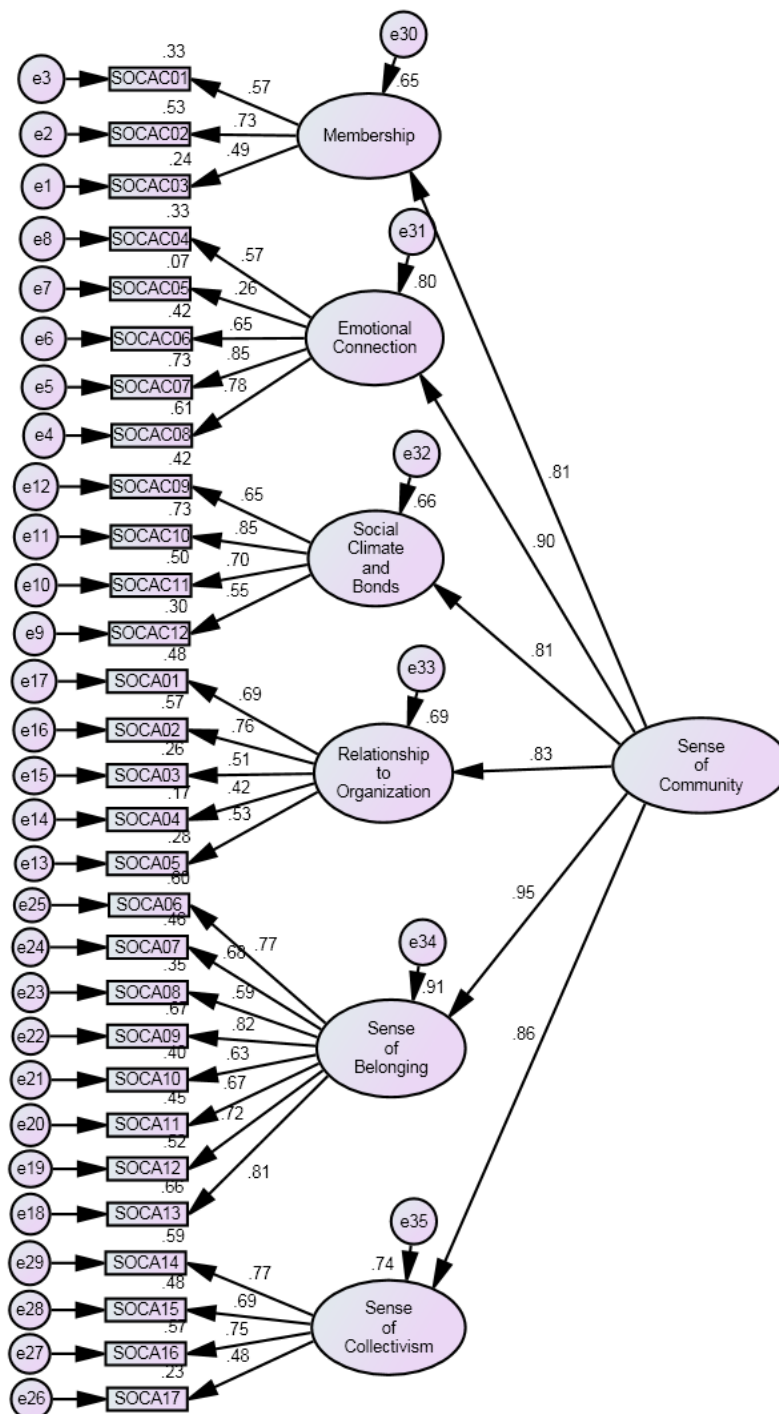 e30
.33
e3
SOCAC01
.57
.65
.53
Membership
e2
SOCAC02
.73
.24
.49
e1
SOCAC03
.33
e31
e8
SOCAC04
.57
.07
.80
e7
SOCAC05
.26
.42
Emotional
Connection
e6
SOCAC06
.65
.73
.85
e5
SOCAC07
.78
.61
e4
SOCAC08
.42
e32
.81
e12
SOCAC09
.65
.66
.73
e11
SOCAC10
.85
Social
Climate
and
Bonds
.90
.50
.70
e10
SOCAC11
.55
.30
e9
SOCAC12
.81
.48
e33
e17
SOCA01
.69
.69
.57
e16
SOCA02
.76
Relationship
to
Organization
.83
Sense
of
Community
.26
e15
SOCA03
.51
.17
.42
e14
SOCA04
.53
.28
e13
SOCA05
.60
e25
SOCA06
.95
.46
.77
e34
e24
SOCA07
.68
.35
.91
e23
SOCA08
.59
.67
e22
SOCA09
.82
Sense
of
Belonging
.86
.40
.63
e21
SOCA10
.67
.45
.72
e20
SOCA11
.52
e19
SOCA12
.81
.66
e18
SOCA13
.59
e35
e29
SOCA14
.77
.74
.48
e28
SOCA15
.69
Sense
of
Collectivism
.57
.75
e27
SOCA16
.48
.23
e26
SOCA17